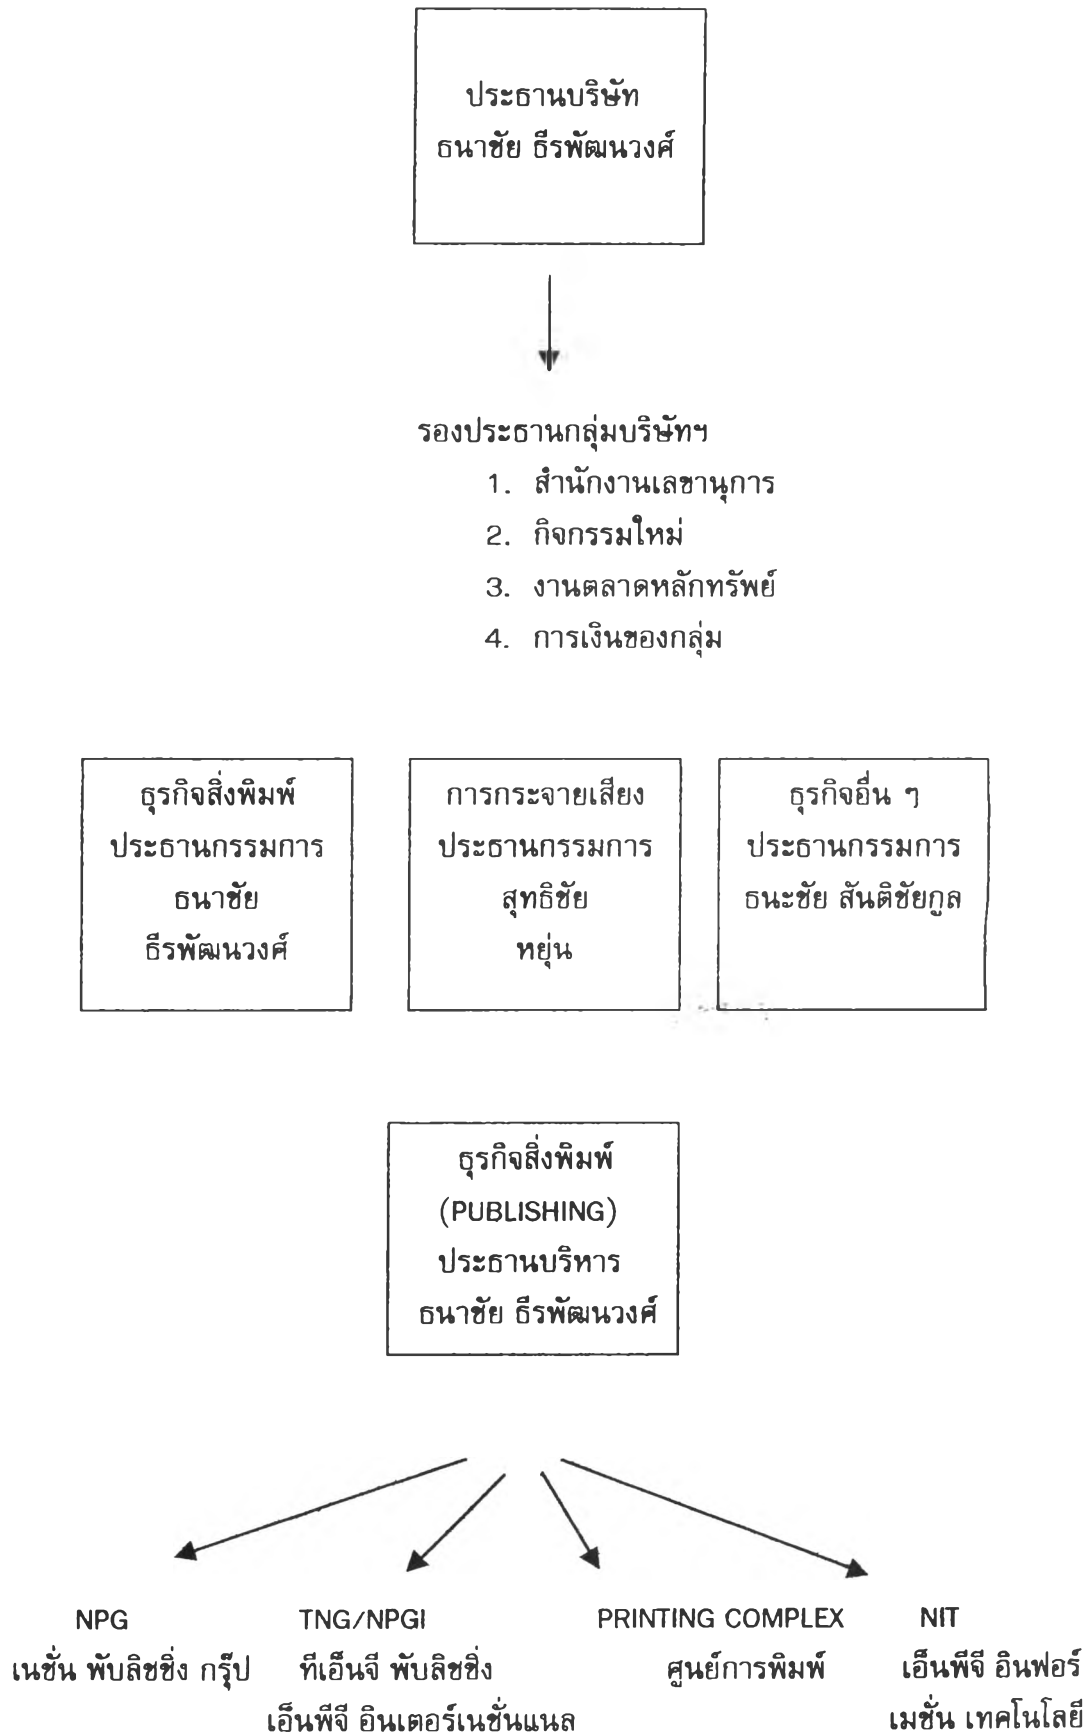 ประธานบริษัท
ธนาชัย ธีรพัฒนวงศ์
รองประธานกลุ่มบริษัทฯ
1. สำนักงานเลขานุการ
2. กิจกรรมใหม่
3. งานตลาดหลักทรัพย์
4. การเงินของกลุ่ม
ธุรกิจสิ่งพิมพ์
ประธานกรรมการ
ธนาชัย
ธีรพัฒนวงศ์
การกระจายเสียง
ประธานกรรมการ
สุทธิชัย
หยุ่น
ธุรกิจอื่น ๆ
ประธานกรรมการ
ธนะชัย สันติชัยกูล
ธุรกิจสิ่งพิมพ์
(PUBLISHING)
ประธานบริหาร
ธนาชัย ธีรพัฒนวงศ์
NPG
เนชั่น พับลิชชิ่ง กรุ๊ป
TNG/NPGI
ทีเอ็นจี พับลิชชิ่ง
เอ็นพีจี อินเตอร์เนชั่นแนล
PRINTING COMPLEX
ศูนย์การพิมพ์
NIT
เอ็นพีจี อินฟอร์
เมชั่น เทคโนโลยี